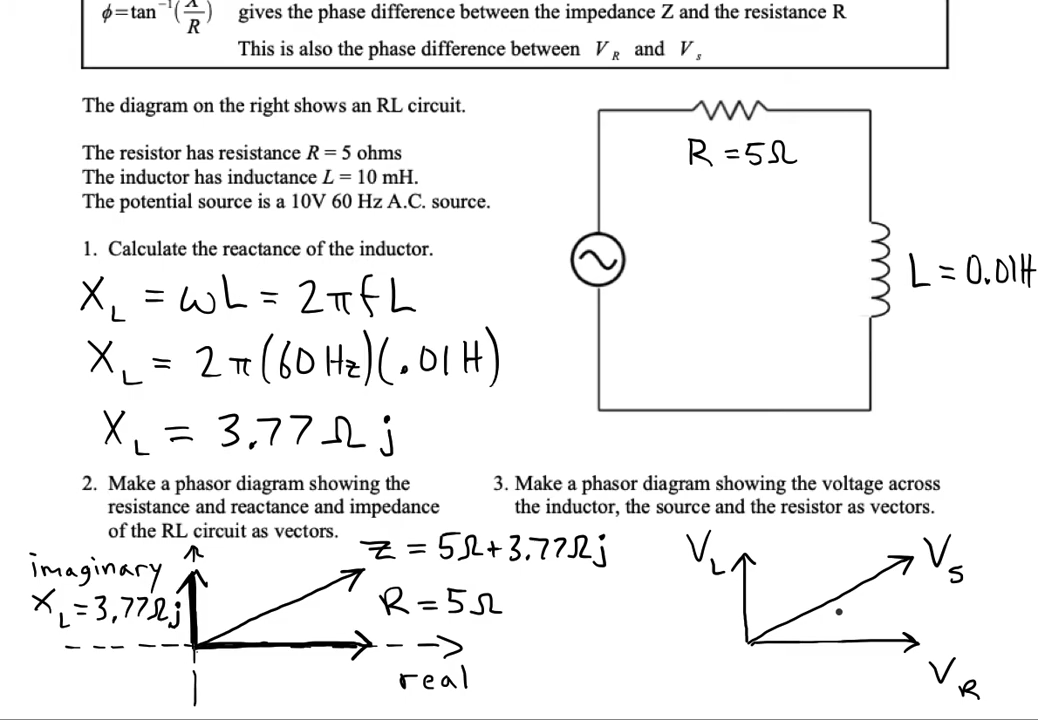 ϕ=tan⁻¹(X/R) gives the phase difference between the impedance Z and the resistance R
This is also the phase difference between V_R and V_s
The diagram on the right shows an RL circuit.
The resistor has resistance R = 5 ohms
The inductor has inductance L = 10 mH.
The potential source is a 10V 60 Hz A.C. source.
R = 5Ω
L = 0.01H
1. Calculate the reactance of the inductor.
X_L = ωL = 2πfL
X_L = 2π(60 Hz)(.01 H)
X_L = 3.77 Ω j
2. Make a phasor diagram showing the
resistance and reactance and impedance
of the RL circuit as vectors.
imaginary
X_L = 3.77Ωj
Z = 5Ω + 3.77Ωj
R = 5Ω
real
3. Make a phasor diagram showing the voltage across
the inductor, the source and the resistor as vectors.
V_L
V_S
V_R